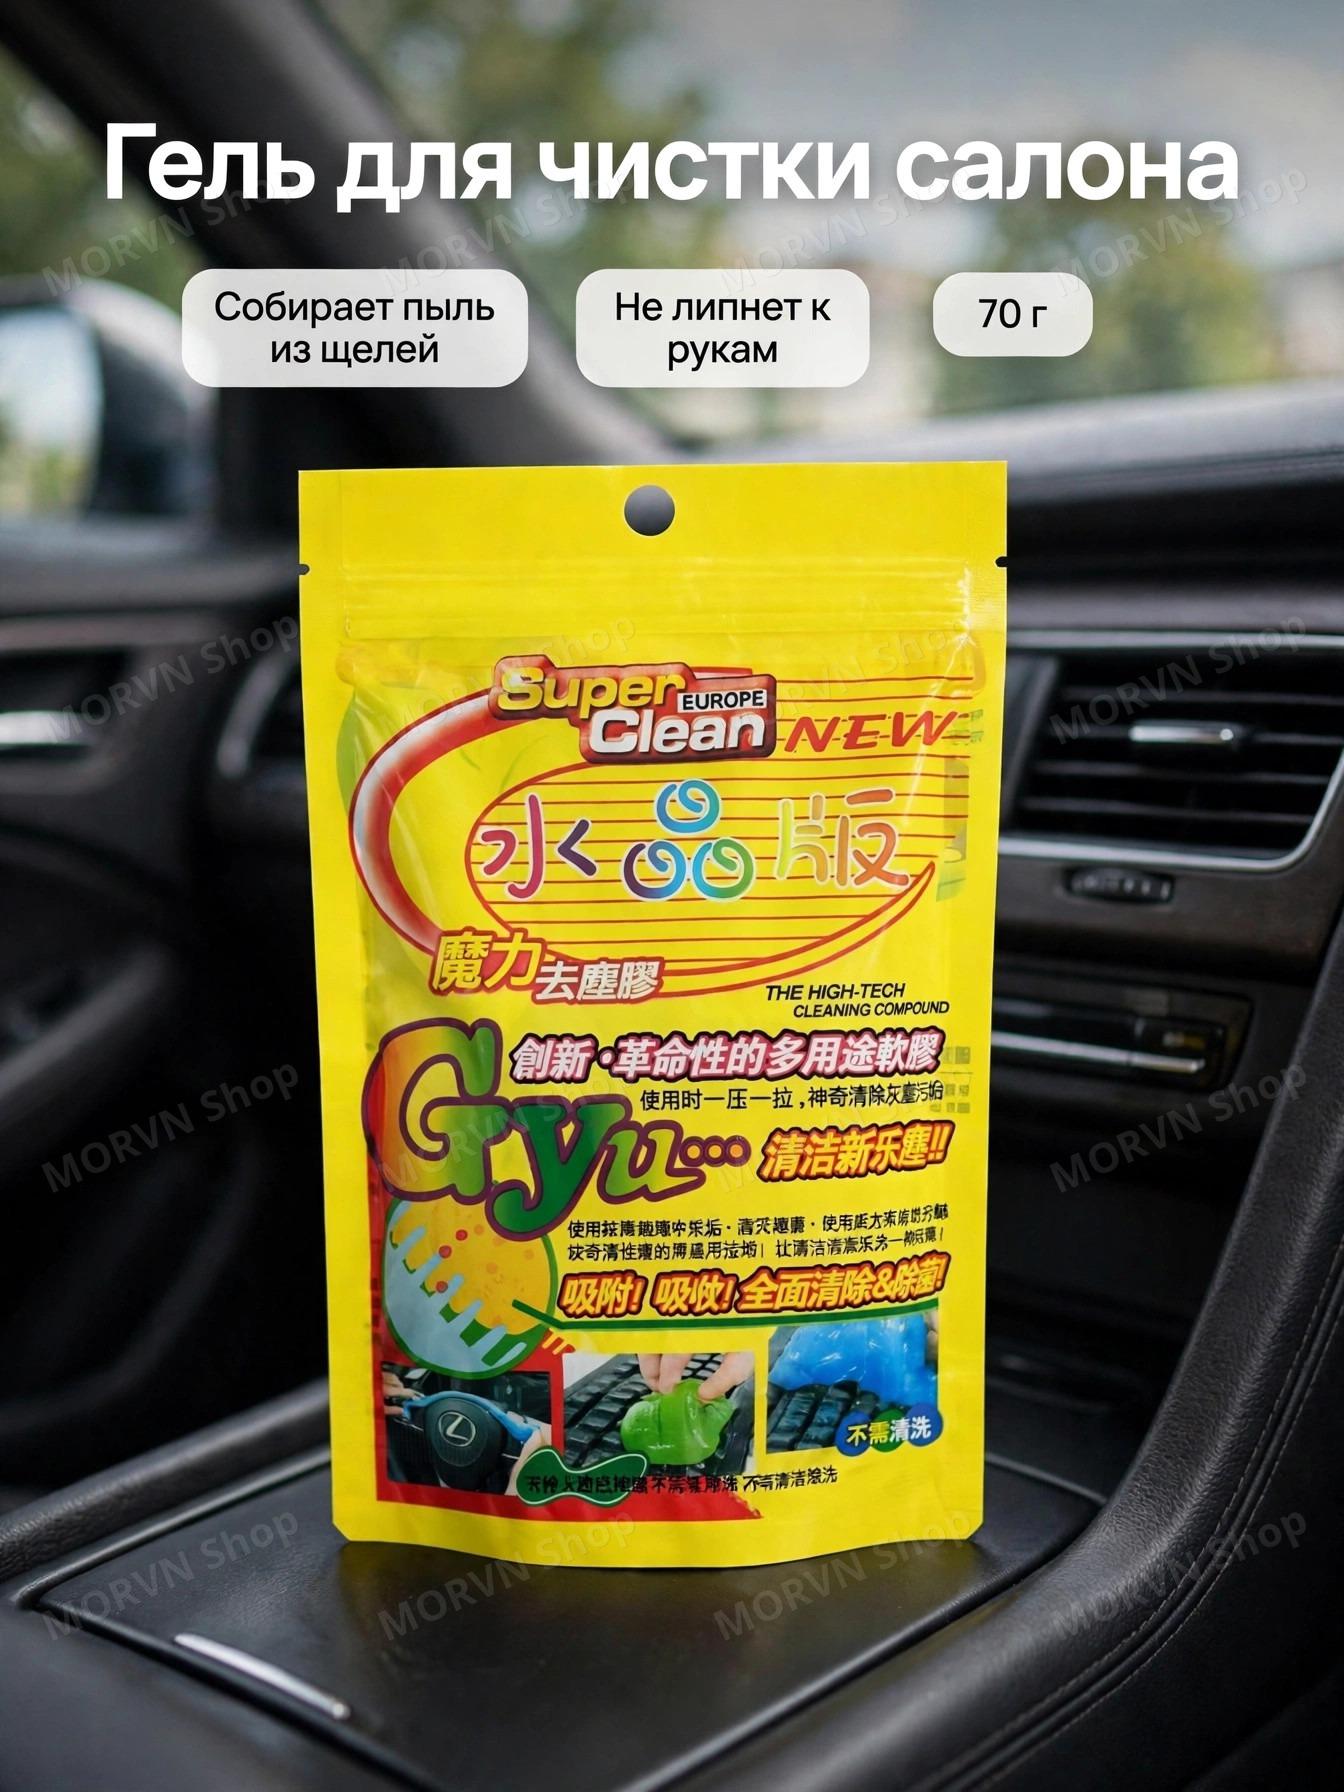 Гель для чистки салона
Собирает пыль
из щелей
Не липнет к
рукам
70 г
Super
Clean
EUROPE
NEW
水晶版
魔力去塵膠
THE HIGH-TECH
CLEANING COMPOUND
創新·革命性的多用途軟膠
使用时一压一拉,神奇清除灰塵污
Gyu...
清洁新乐塵!!
吸附! 吸收! 全面清除&除菌!
不需清洗
MORVN Shop